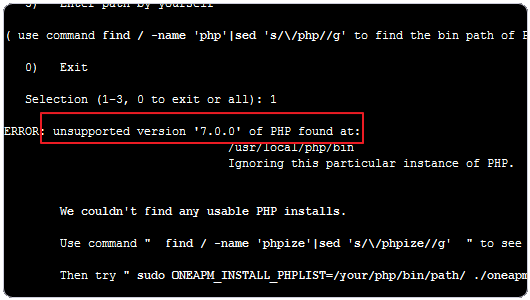 3)   Enter path by yourself
( use command find / -name 'php'|sed 's/\/php//g' to find the bin path of P
0)   Exit
Selection (1-3, 0 to exit or all): 1
ERROR: unsupported version '7.0.0' of PHP found at:
/usr/local/php/bin
Ignoring this particular instance of PHP.
We couldn't find any usable PHP installs.
Use command "  find / -name 'phpize'|sed 's/\/phpize//g'  " to see
Then try " sudo ONEAPM_INSTALL_PHPLIST=/your/php/bin/path/ ./oneapm